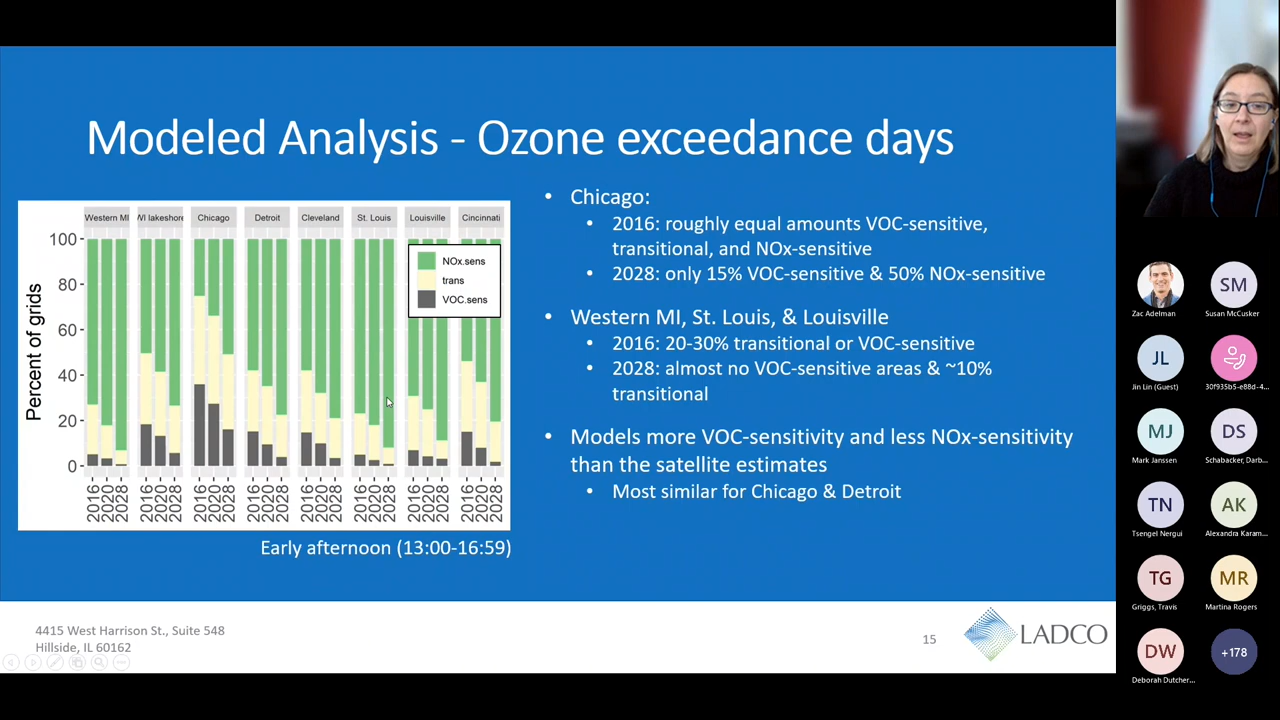 Modeled Analysis - Ozone exceedance days
Western MI
WI lakeshore
Chicago
Detroit
Cleveland
St. Louis
Louisville
Cincinnati
100
80
60
40
20
0
Percent of grids
NOx.sens
trans
VOC.sens
2016 2020 2028
2016 2020 2028
2016 2020 2028
2016 2020 2028
2016 2020 2028
2016 2020 2028
2016 2020 2028
2016 2020 2028
Early afternoon (13:00-16:59)
• Chicago:
• 2016: roughly equal amounts VOC-sensitive,
transitional, and NOx-sensitive
• 2028: only 15% VOC-sensitive & 50% NOx-sensitive
• Western MI, St. Louis, & Louisville
• 2016: 20-30% transitional or VOC-sensitive
• 2028: almost no VOC-sensitive areas & ~10%
transitional
• Models more VOC-sensitivity and less NOx-sensitivity
than the satellite estimates
• Most similar for Chicago & Detroit
4415 West Harrison St., Suite 548
Hillside, IL 60162
15
LADCO
Zac Adelman
SM
Susan McCusker
JL
Jin Lin (Guest)
30f935b5-e88d-4...
MJ
Mark Janssen
DS
Schabacker, Darb...
TN
Tsengel Nergui
AK
Alexandra Karam...
TG
Griggs, Travis
MR
Martina Rogers
DW
Deborah Dutcher...
+178